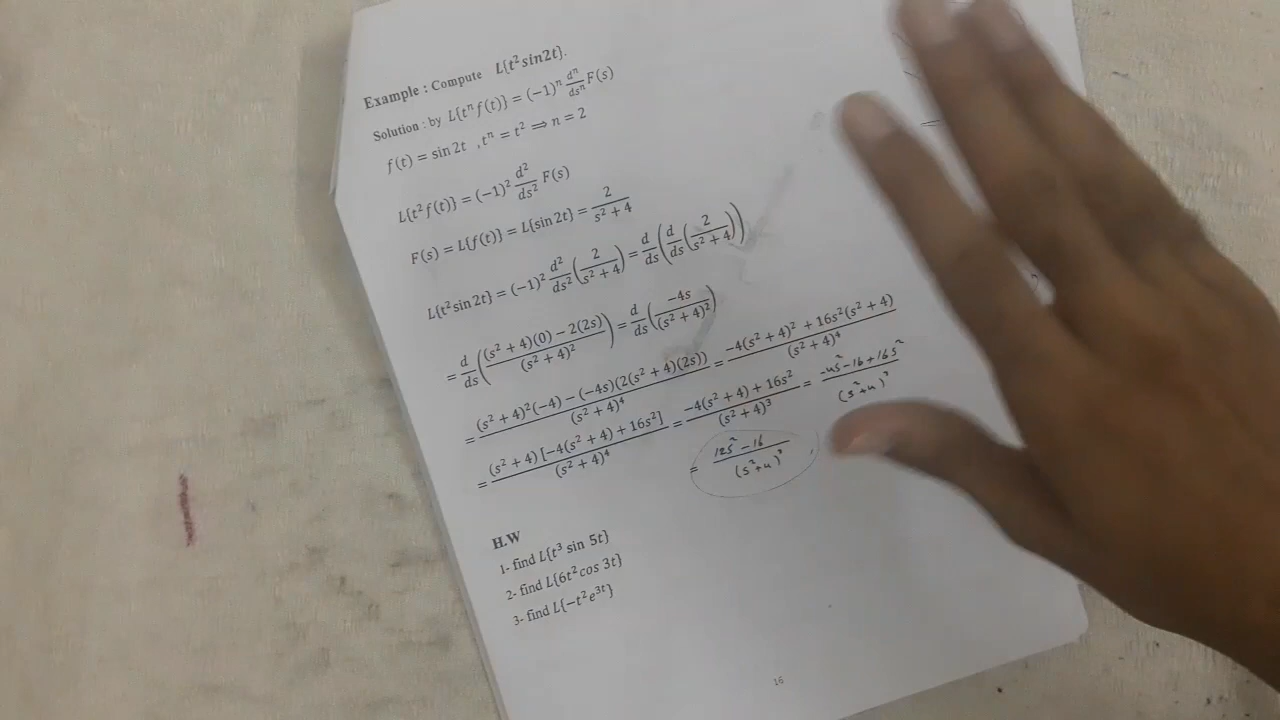 Example : Compute L{t² sin2t}.
Solution : by L{tⁿ f(t)} = (−1)ⁿ dⁿ/dsⁿ F(s)
f(t) = sin 2t , tⁿ = t² ⟹ n = 2
L{t² f(t)} = (−1)² d²/ds² F(s)
F(s) = L{f(t)} = L{sin 2t} = 2/(s² + 4)
L{t² sin 2t} = (−1)² d²/ds² (2/(s² + 4)) = d/ds (d/ds (2/(s² + 4)))
= d/ds (((s² + 4)(0) − 2(2s))/(s² + 4)²) = d/ds (−4s/(s² + 4)²)
= ((s² + 4)²(−4) − (−4s)(2(s² + 4)(2s)))/(s² + 4)⁴ = (−4(s² + 4)² + 16s²(s² + 4))/(s² + 4)⁴
= (s² + 4)[−4(s² + 4) + 16s²]/(s² + 4)⁴ = (−4(s² + 4) + 16s²)/(s² + 4)³ = (−4s² − 16 + 16s²)/(s² + 4)³
= (12s² − 16)/(s² + 4)³
H.W
1- find L{t³ sin 5t}
2- find L{6t² cos 3t}
3- find L{−t² e³ᵗ}
16